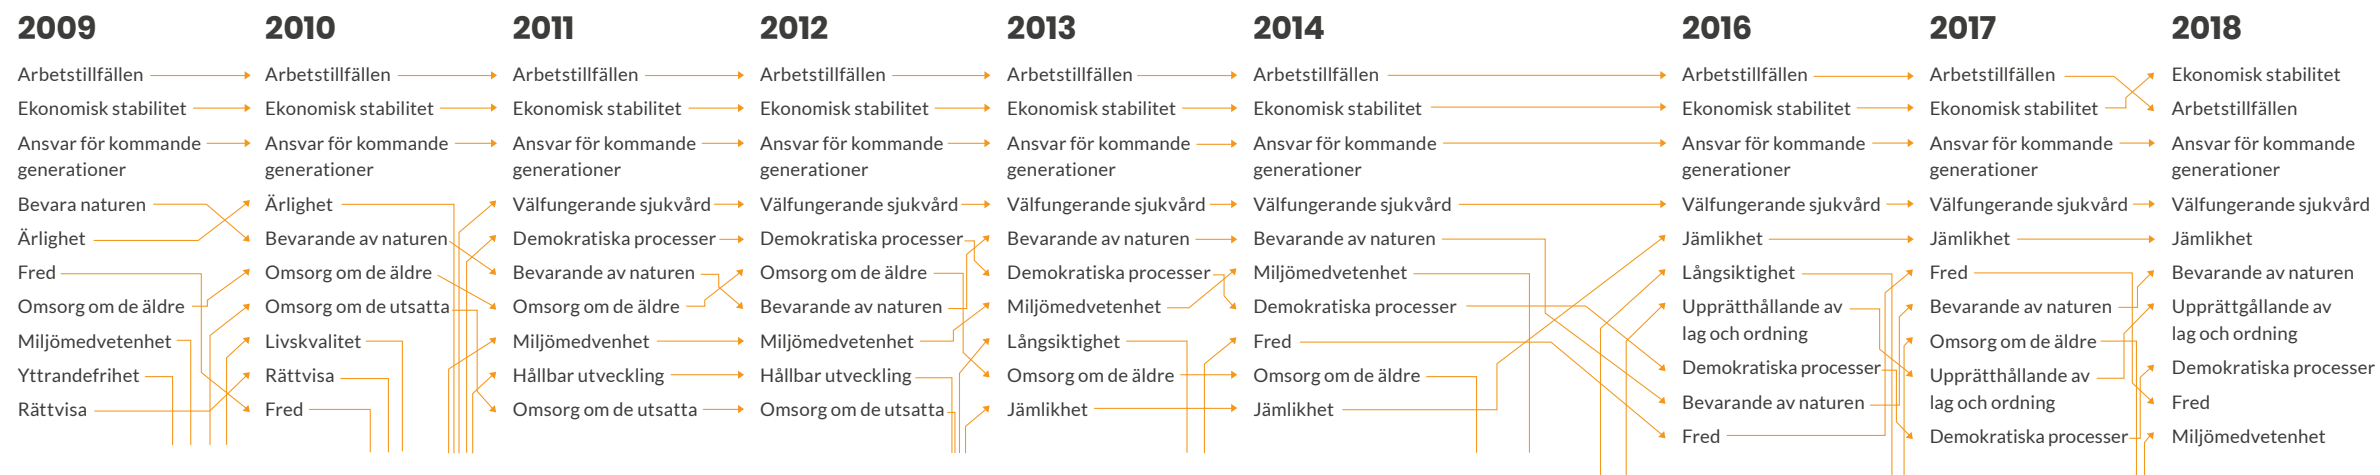 2009
Arbetstillfällen
Ekonomisk stabilitet
Ansvar för kommande
generationer
Bevara naturen
Ärlighet
Fred
Omsorg om de äldre
Miljömedvetenhet
Yttrandefrihet
Rättvisa
2010
Arbetstillfällen
Ekonomisk stabilitet
Ansvar för kommande
generationer
Ärlighet
Bevarande av naturen
Omsorg om de äldre
Omsorg om de utsatta
Livskvalitet
Rättvisa
Fred
2011
Arbetstillfällen
Ekonomisk stabilitet
Ansvar för kommande
generationer
Välfungerande sjukvård
Demokratiska processer
Bevarande av naturen
Omsorg om de äldre
Miljömedvenhet
Hållbar utveckling
Omsorg om de utsatta
2012
Arbetstillfällen
Ekonomisk stabilitet
Ansvar för kommande
generationer
Välfungerande sjukvård
Demokratiska processer
Omsorg om de äldre
Bevarande av naturen
Miljömedvetenhet
Hållbar utveckling
Omsorg om de utsatta
2013
Arbetstillfällen
Ekonomisk stabilitet
Ansvar för kommande
generationer
Välfungerande sjukvård
Bevarande av naturen
Demokratiska processer
Miljömedvetenhet
Långsiktighet
Omsorg om de äldre
Jämlikhet
2014
Arbetstillfällen
Ekonomisk stabilitet
Ansvar för kommande
generationer
Välfungerande sjukvård
Bevarande av naturen
Miljömedvetenhet
Demokratiska processer
Fred
Omsorg om de äldre
Jämlikhet
2016
Arbetstillfällen
Ekonomisk stabilitet
Ansvar för kommande
generationer
Välfungerande sjukvård
Jämlikhet
Långsiktighet
Upprätthållande av
lag och ordning
Demokratiska processer
Bevarande av naturen
Fred
2017
Arbetstillfällen
Ekonomisk stabilitet
Ansvar för kommande
generationer
Välfungerande sjukvård
Jämlikhet
Fred
Bevarande av naturen
Omsorg om de äldre
Upprätthållande av
lag och ordning
Demokratiska processer
2018
Ekonomisk stabilitet
Arbetstillfällen
Ansvar för kommande
generationer
Välfungerande sjukvård
Jämlikhet
Bevarande av naturen
Upprättgållande av
lag och ordning
Demokratiska processer
Fred
Miljömedvetenhet